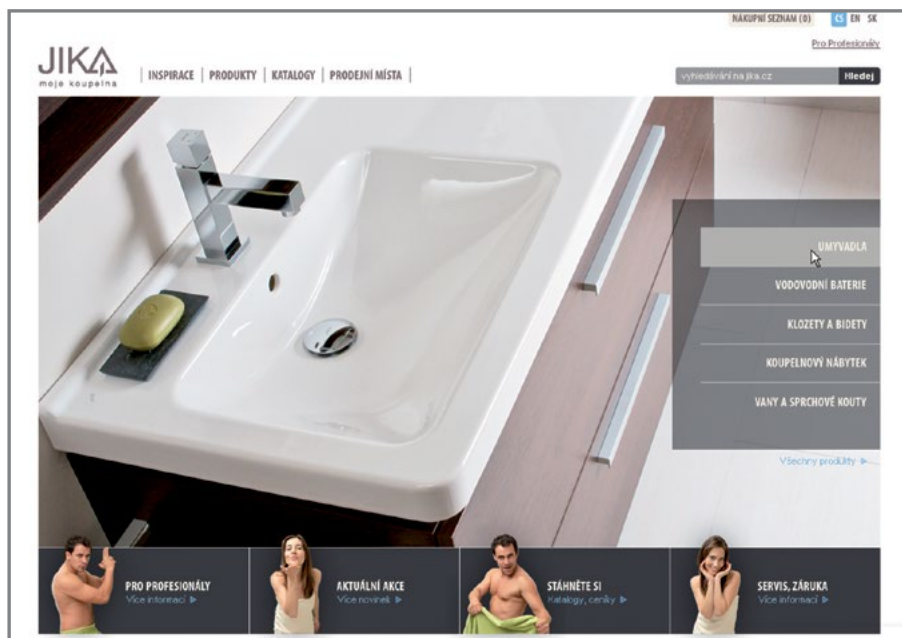 NÁKUPNÍ SEZNAM (0) CS EN SK
Pro Profesionály
JIKA
moje koupelna
INSPIRACE | PRODUKTY | KATALOGY | PRODEJNÍ MÍSTA |
vyhledávání na jika.cz Hledej
UMYVADLA
VODOVODNÍ BATERIE
KLOZETY A BIDETY
KOUPELNOVÝ NÁBYTEK
VANY A SPRCHOVÉ KOUTY
Všechny produkty
PRO PROFESIONÁLY
Více informací
AKTUÁLNÍ AKCE
Více novinek
STÁHNĚTE SI
Katalogy, ceníky
SERVIS, ZÁRUKA
Více informací